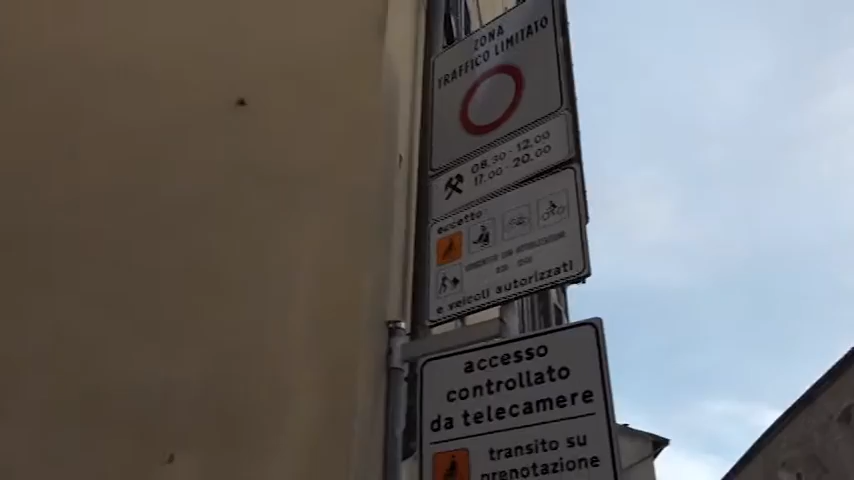 ZONA
TRAFFICO LIMITATO
08.30 - 12.00
17.00 - 20.00
eccetto
e veicoli autorizzati
accesso
controllato
da telecamere
transito su
prenotazione